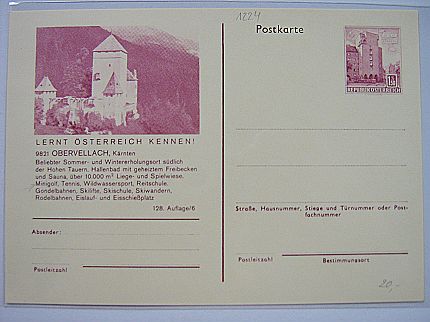 1224
Postkarte
REPUBLIK ÖSTERREICH
LERNT ÖSTERREICH KENNEN!
9821 OBERVELLACH, Kärnten
Beliebter Sommer- und Wintererholungsort südlich
der Hohen Tauern. Hallenbad mit geheiztem Freibecken
und Sauna, über 10.000 m² Liege- und Spielwiese,
Minigolf, Tennis, Wildwassersport, Reitschule,
Gondelbahnen, Skilifte, Skischule, Skiwandern,
Rodelbahnen, Eislauf- und Eisschießplatz
128. Auflage/6
Absender:
Postleitzahl
Straße, Hausnummer, Stiege und Türnummer oder Post-
fachnummer
Postleitzahl
Bestimmungsort
20,-